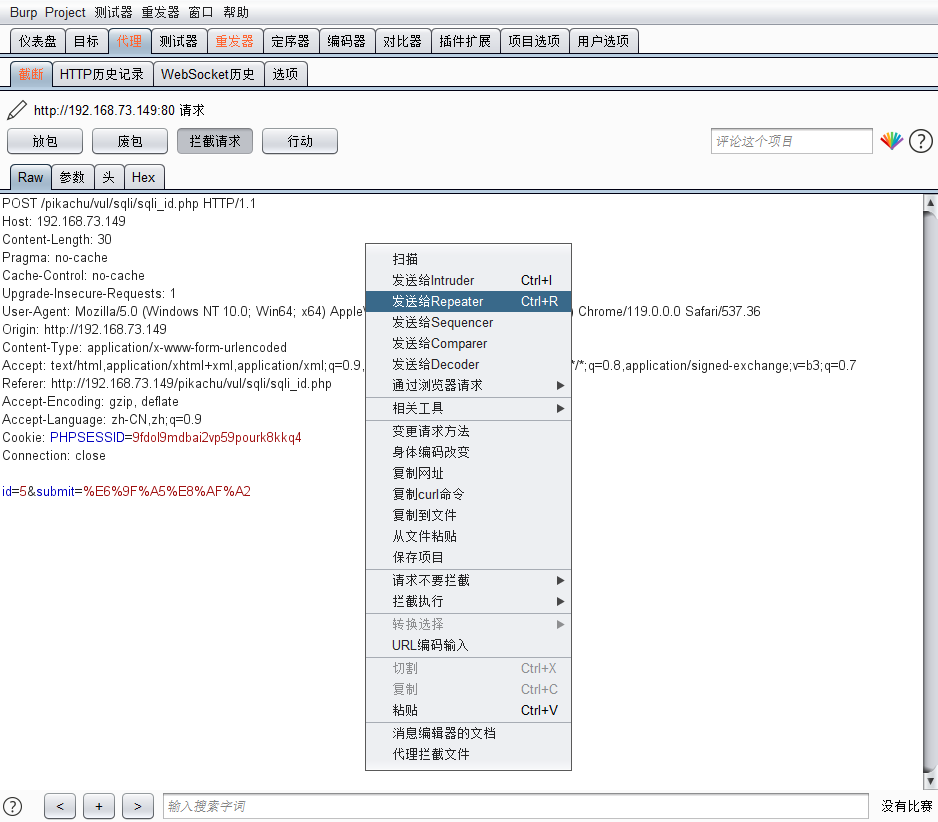 Burp Project 测试器 重发器 窗口 帮助
仪表盘 目标 代理 测试器 重发器 定序器 编码器 对比器 插件扩展 项目选项 用户选项
截断 HTTP历史记录 WebSocket历史 选项
http://192.168.73.149:80 请求
放包 废包 拦截请求 行动 评论这个项目 ?
Raw 参数 头 Hex
POST /pikachu/vul/sqli/sqli_id.php HTTP/1.1
Host: 192.168.73.149
Content-Length: 30
Pragma: no-cache
Cache-Control: no-cache
Upgrade-Insecure-Requests: 1
User-Agent: Mozilla/5.0 (Windows NT 10.0; Win64; x64) Apple ) Chrome/119.0.0.0 Safari/537.36
Origin: http://192.168.73.149
Content-Type: application/x-www-form-urlencoded
Accept: text/html,application/xhtml+xml,application/xml;q=0.9, */*;q=0.8,application/signed-exchange;v=b3;q=0.7
Referer: http://192.168.73.149/pikachu/vul/sqli/sqli_id.php
Accept-Encoding: gzip, deflate
Accept-Language: zh-CN,zh;q=0.9
Cookie: PHPSESSID=9fdol9mdbai2vp59pourk8kkq4
Connection: close
id=5&submit=%E6%9F%A5%E8%AF%A2
扫描
发送给Intruder Ctrl+I
发送给Repeater Ctrl+R
发送给Sequencer
发送给Comparer
发送给Decoder
通过浏览器请求
相关工具
变更请求方法
身体编码改变
复制网址
复制curl命令
复制到文件
从文件粘贴
保存项目
请求不要拦截
拦截执行
转换选择
URL编码输入
切割 Ctrl+X
复制 Ctrl+C
粘贴 Ctrl+V
消息编辑器的文档
代理拦截文件
? < + > 输入搜索字词 没有比赛